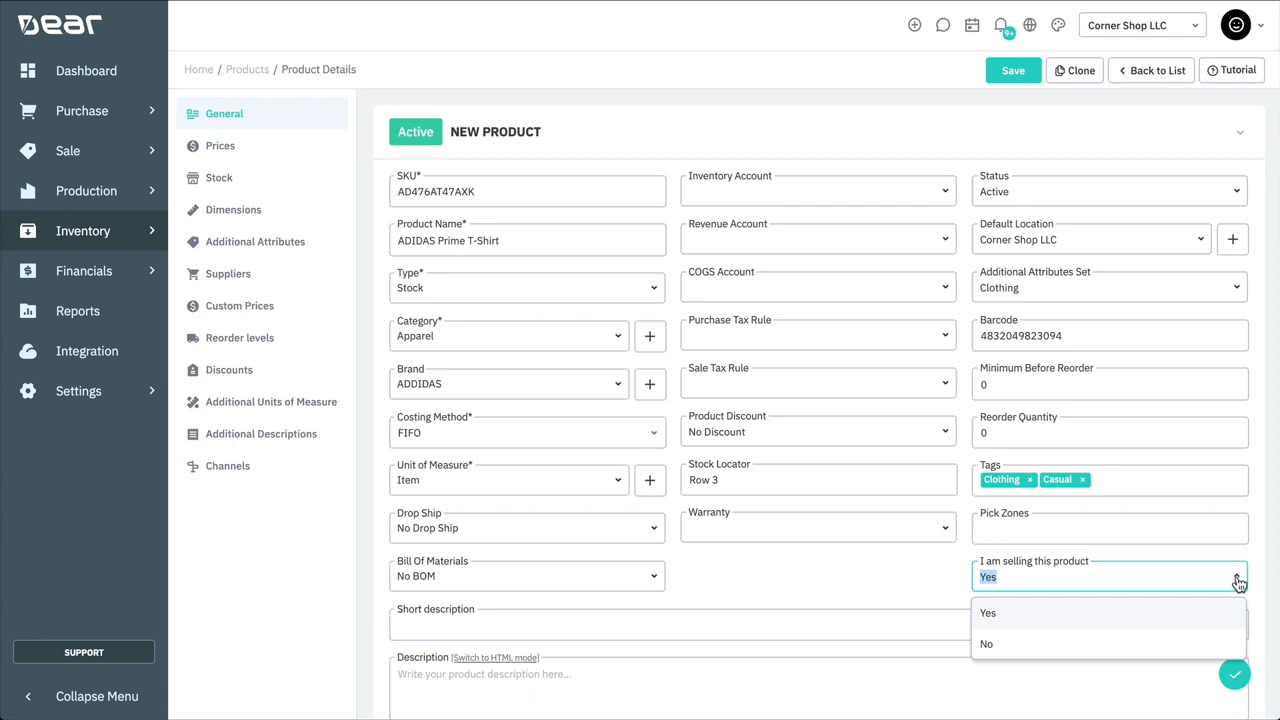 DEAR
Dashboard
Purchase
Sale
Production
Inventory
Financials
Reports
Integration
Settings
SUPPORT
Collapse Menu
9+
Corner Shop LLC
Home / Products / Product Details
Save
Clone
Back to List
Tutorial
General
Prices
Stock
Dimensions
Additional Attributes
Suppliers
Custom Prices
Reorder levels
Discounts
Additional Units of Measure
Additional Descriptions
Channels
Active NEW PRODUCT
SKU*
AD476AT47AXK
Product Name*
ADIDAS Prime T-Shirt
Type*
Stock
Category*
Apparel
Brand
ADDIDAS
Costing Method*
FIFO
Unit of Measure*
Item
Drop Ship
No Drop Ship
Bill Of Materials
No BOM
Inventory Account
Revenue Account
COGS Account
Purchase Tax Rule
Sale Tax Rule
Product Discount
No Discount
Stock Locator
Row 3
Warranty
Status
Active
Default Location
Corner Shop LLC
Additional Attributes Set
Clothing
Barcode
4832049823094
Minimum Before Reorder
0
Reorder Quantity
0
Tags
Clothing × Casual ×
Pick Zones
I am selling this product
Yes
Yes
No
Short description
Description [Switch to HTML mode]
Write your product description here...